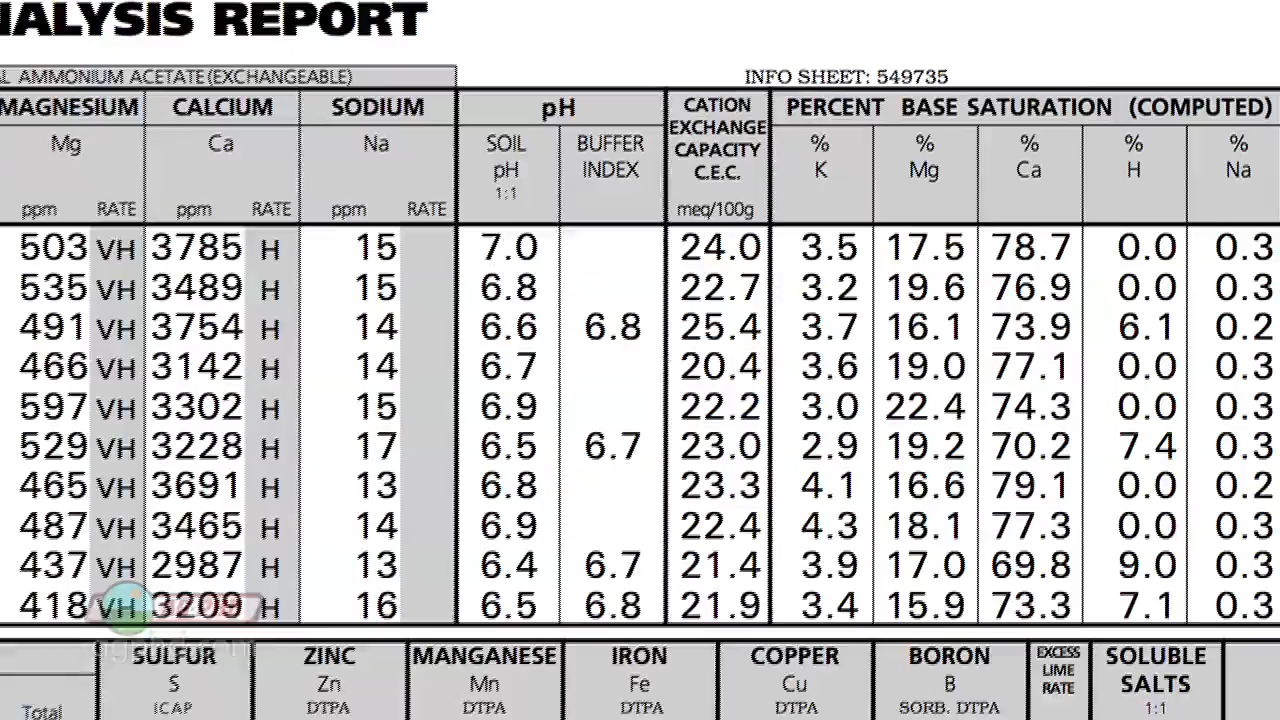 NALYSIS REPORT
L AMMONIUM ACETATE (EXCHANGEABLE)
INFO SHEET: 549735
MAGNESIUM CALCIUM SODIUM pH CATION EXCHANGE CAPACITY C.E.C. PERCENT BASE SATURATION (COMPUTED)
Mg Ca Na SOIL pH 1:1 BUFFER INDEX % K % Mg % Ca % H % Na
ppm RATE ppm RATE ppm RATE meq/100g
503 VH 3785 H 15 7.0 24.0 3.5 17.5 78.7 0.0 0.3
535 VH 3489 H 15 6.8 22.7 3.2 19.6 76.9 0.0 0.3
491 VH 3754 H 14 6.6 6.8 25.4 3.7 16.1 73.9 6.1 0.2
466 VH 3142 H 14 6.7 20.4 3.6 19.0 77.1 0.0 0.3
597 VH 3302 H 15 6.9 22.2 3.0 22.4 74.3 0.0 0.3
529 VH 3228 H 17 6.5 6.7 23.0 2.9 19.2 70.2 7.4 0.3
465 VH 3691 H 13 6.8 23.3 4.1 16.6 79.1 0.0 0.2
487 VH 3465 H 14 6.9 22.4 4.3 18.1 77.3 0.0 0.3
437 VH 2987 H 13 6.4 6.7 21.4 3.9 17.0 69.8 9.0 0.3
418 VH 3209 H 16 6.5 6.8 21.9 3.4 15.9 73.3 7.1 0.3
SULFUR ZINC MANGANESE IRON COPPER BORON EXCESS LIME RATE SOLUBLE SALTS
S Zn Mn Fe Cu B
Total ICAP DTPA DTPA DTPA DTPA SORB. DTPA 1:1